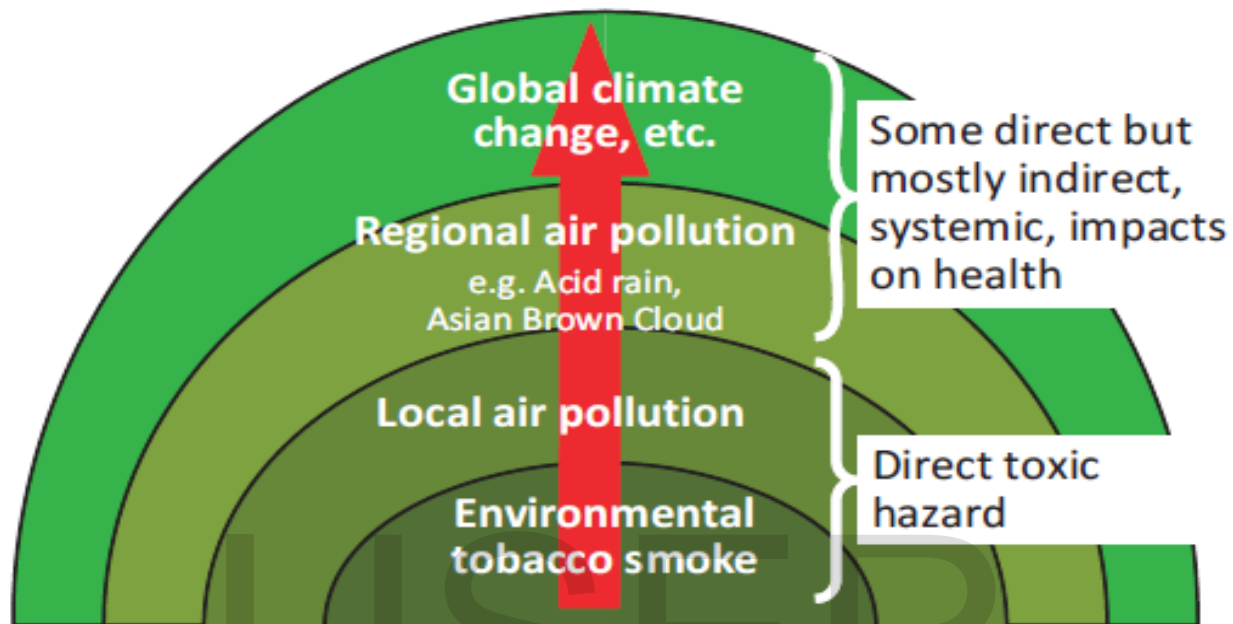 Global climate
change, etc.
Some direct but
mostly indirect,
systemic, impacts
on health
Regional air pollution
e.g. Acid rain,
Asian Brown Cloud
Local air pollution
Direct toxic
hazard
Environmental
tobacco smoke
IJSER